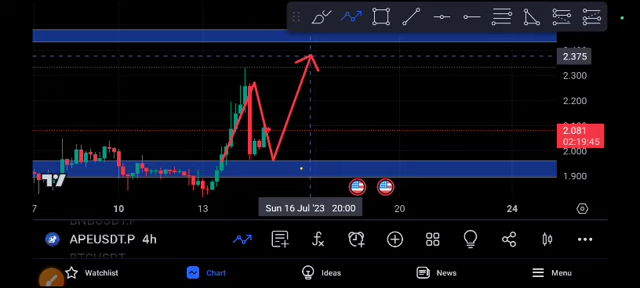 2.375
2.300
2.200
2.081
02:19:45
2.000
1.900
7
10
13
Sun 16 Jul '23 20:00
20
24
APEUSDT.P 4h
Watchlist
Chart
Ideas
News
Menu